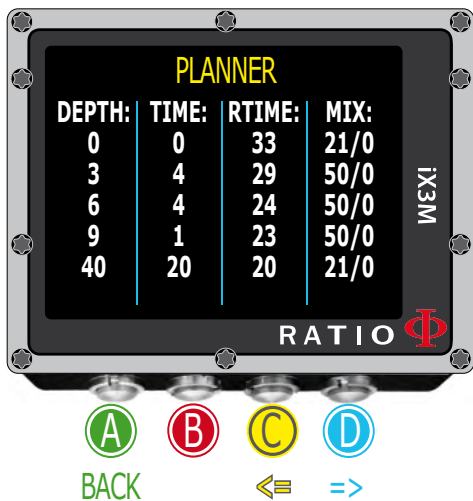 PLANNER
DEPTH: TIME: RTIME: MIX:
0 0 33 21/0
3 4 29 50/0
6 4 24 50/0
9 1 23 50/0
40 20 20 21/0
iX3M
RATIO
A B C D
BACK <= =>